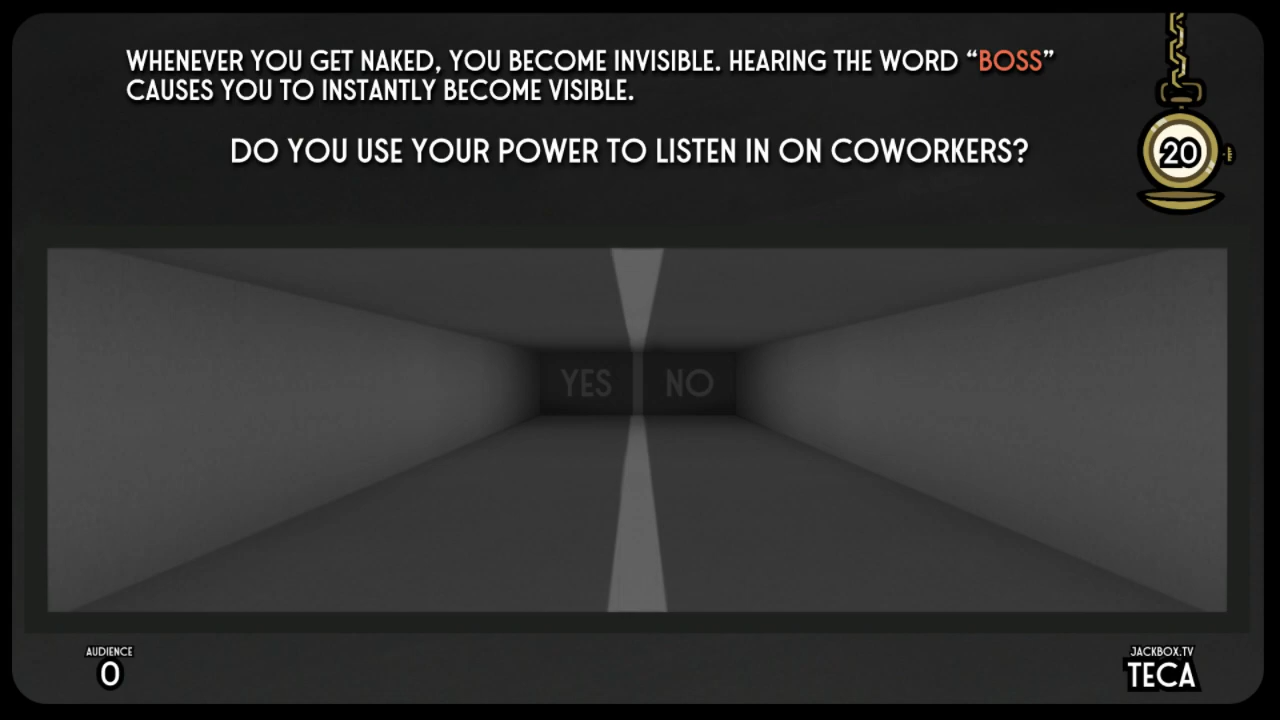 WHENEVER YOU GET NAKED, YOU BECOME INVISIBLE. HEARING THE WORD “BOSS”
CAUSES YOU TO INSTANTLY BECOME VISIBLE.
DO YOU USE YOUR POWER TO LISTEN IN ON COWORKERS?
20
YES NO
AUDIENCE
0
JACKBOX.TV
TECA